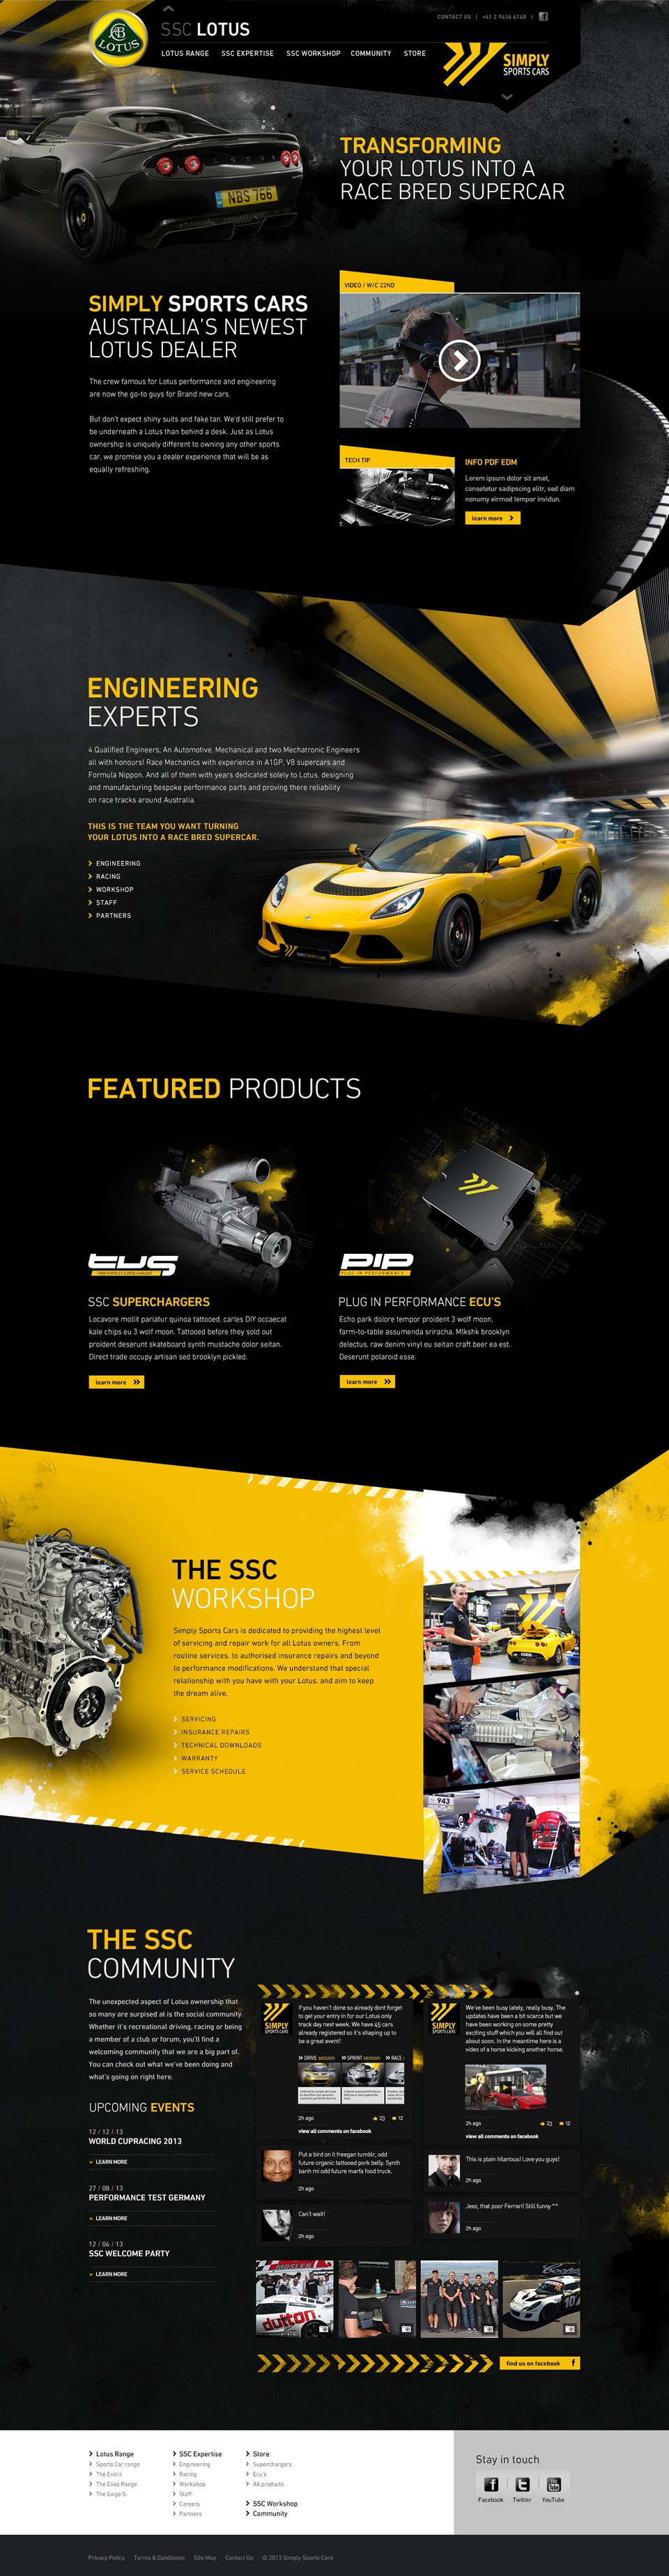 CONTACT US | +61 2 9436 4148 |
SSC LOTUS
LOTUS
LOTUS RANGE SSC EXPERTISE SSC WORKSHOP COMMUNITY STORE
SIMPLY
SPORTS CARS
NBS 766
TRANSFORMING
YOUR LOTUS INTO A
RACE BRED SUPERCAR
SIMPLY SPORTS CARS
AUSTRALIA'S NEWEST
LOTUS DEALER
The crew famous for Lotus performance and engineering
are now the go-to guys for Brand new cars.
But don't expect shiny suits and fake tan. We'd still prefer to
be underneath a Lotus than behind a desk. Just as Lotus
ownership is uniquely different to owning any other sports
car, we promise you a dealer experience that will be as
equally refreshing.
VIDEO / W/C 22ND
TECH TIP
INFO PDF EDM
Lorem ipsum dolor sit amet,
consetetur sadipscing elitr, sed diam
nonumy eirmod tempor invidun.
learn more
ENGINEERING
EXPERTS
4 Qualified Engineers; An Automotive, Mechanical and two Mechatronic Engineers
all with honours! Race Mechanics with experience in A1GP, V8 supercars and
Formula Nippon. And all of them with years dedicated solely to Lotus, designing
and manufacturing bespoke performance parts and proving there reliability
on race tracks around Australia.
THIS IS THE TEAM YOU WANT TURNING
YOUR LOTUS INTO A RACE BRED SUPERCAR.
ENGINEERING
RACING
WORKSHOP
STAFF
PARTNERS
SIMPLY SPORTS CARS
FEATURED PRODUCTS
TVS
TWIN VORTICES SUPERCHARGERS
SSC SUPERCHARGERS
Locavore mollit pariatur quinoa tattooed, carles DIY occaecat
kale chips eu 3 wolf moon. Tattooed before they sold out
proident deserunt skateboard synth mustache dolor seitan.
Direct trade occupy artisan sed brooklyn pickled.
learn more
PIP
PLUG IN PERFORMANCE
PLUG IN PERFORMANCE ECU'S
Echo park dolore tempor proident 3 wolf moon,
farm-to-table assumenda sriracha. Mikshk brooklyn
delectus, raw denim vinyl eu seitan craft beer ea est.
Deserunt polaroid esse.
learn more
THE SSC
WORKSHOP
Simply Sports Cars is dedicated to providing the highest level
of servicing and repair work for all Lotus owners. From
routine services, to authorised insurance repairs and beyond
to performance modifications. We understand that special
relationship with you have with your Lotus, and aim to keep
the dream alive.
SERVICING
INSURANCE REPAIRS
TECHNICAL DOWNLOADS
WARRANTY
SERVICE SCHEDULE
943
THE SSC
COMMUNITY
The unexpected aspect of Lotus ownership that
so many are surpised at is the social community.
Whether it's recreational driving, racing or being
a member of a club or forum, you'll find a
welcoming community that we are a big part of.
You can check out what we've been doing and
what's going on right here.
UPCOMING EVENTS
12 / 12 / 13
WORLD CUPRACING 2013
LEARN MORE
27 / 08 / 13
PERFORMANCE TEST GERMANY
LEARN MORE
12 / 06 / 13
SSC WELCOME PARTY
LEARN MORE
SIMPLY
SPORTS CARS
If you haven't done so already dont forget
to get your entry in for our Lotus only
track day next week. We have 45 cars
already registered so it's shaping up to
be a great event!
DRIVE session SPRINT session RACE
2h ago 23 12
view all comments on facebook
Put a bird on it freegan tumblr, odd
future organic tattooed pork belly. Synth
banh mi odd future marfa food truck.
2h ago
Can't wait!
2h ago
SIMPLY
SPORTS CARS
We've been busy lately, really busy. The
updates have been a bit scarce but we
have been working on some pretty
exciting stuff which you will all find out
about soon. In the meantime here is a
video of a horse kicking another horse.
2h ago 23 12
view all comments on facebook
This is plain hilarious! Love you guys!
2h ago
Jeez, that poor Ferrari! Still funny ^^
2h ago
MOSLER
dutton
find us on facebook
Lotus Range
Sports Car range
The Evora
The Elise Range
The Exige S.
SSC Expertise
Engineering
Racing
Workshop
Staff
Careers
Partners
Store
Superchargers
Ecu's
All products
SSC Workshop
Community
Stay in touch
Facebook Twitter YouTube
Privacy Policy Terms & Conditions Site Map Contact Us © 2013 Simply Sports Cars